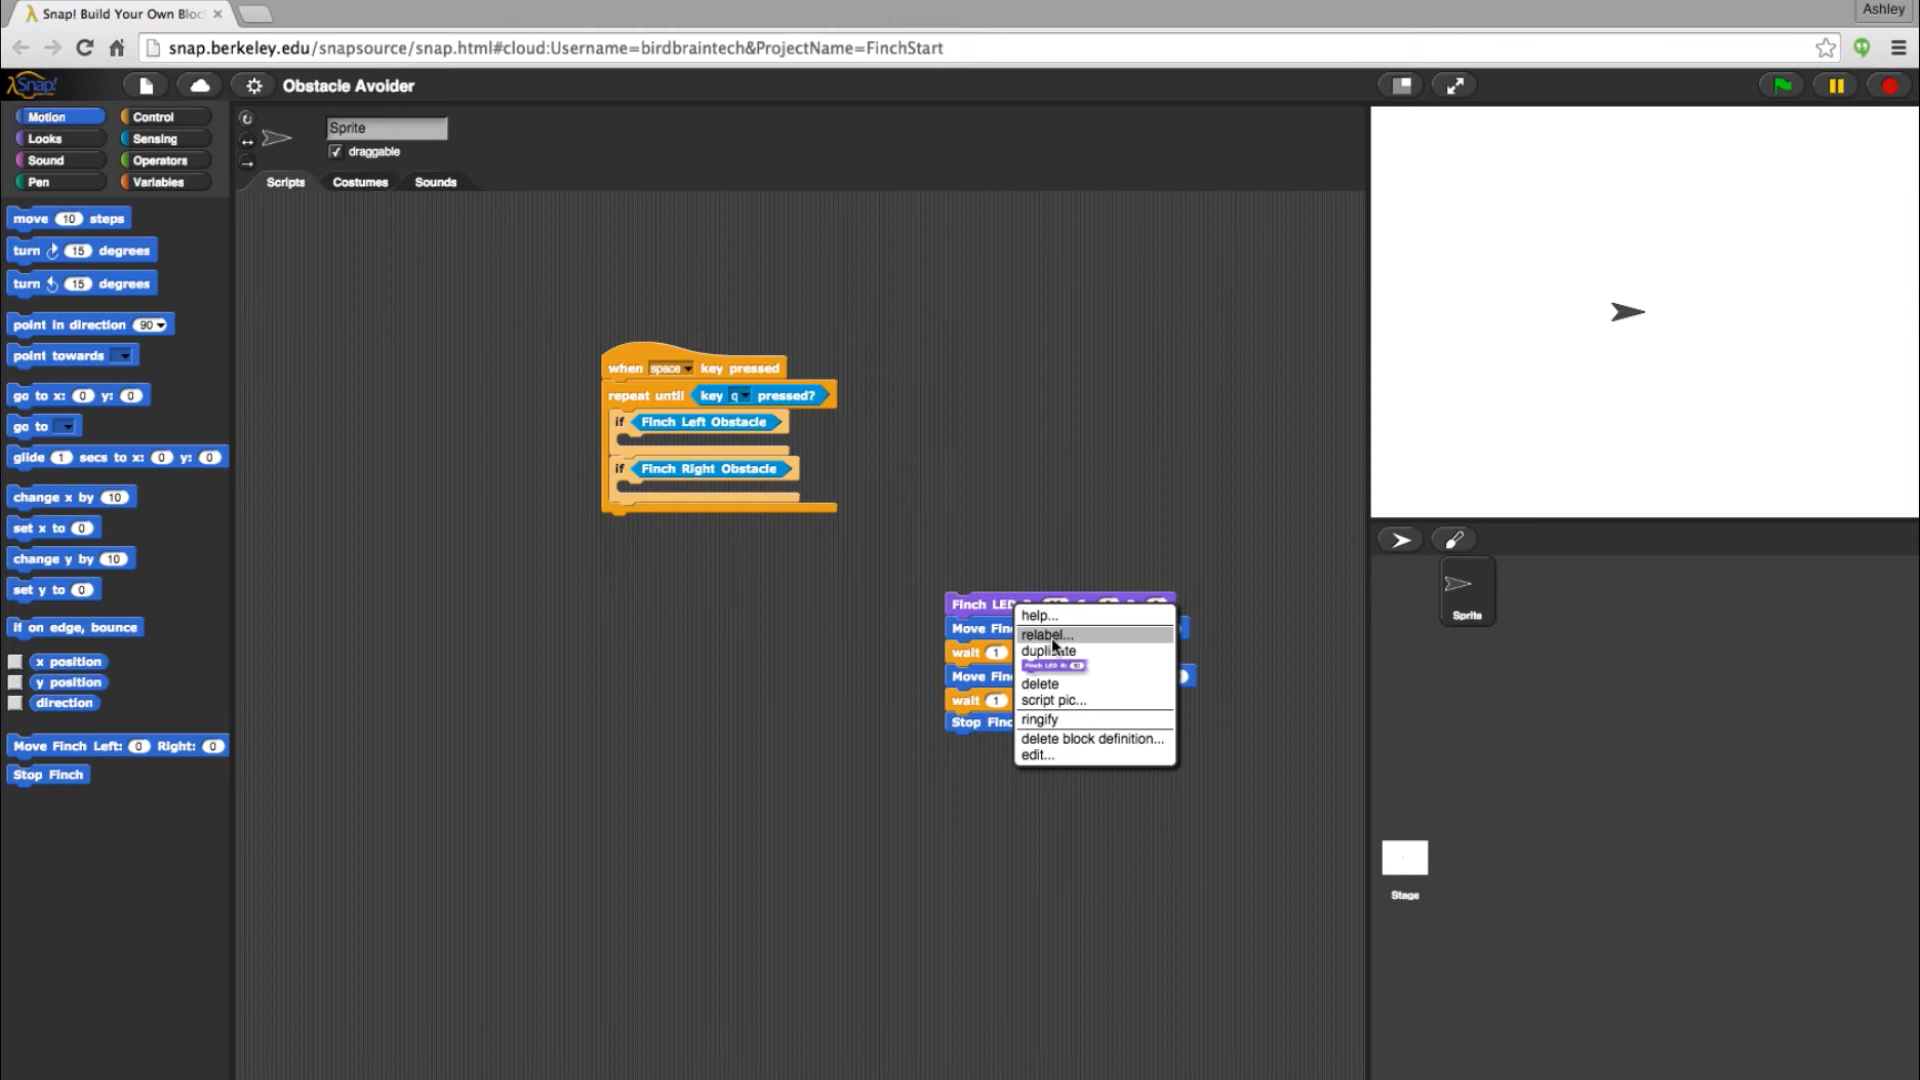 Snap! Build Your Own Bloc
Ashley
snap.berkeley.edu/snapsource/snap.html#cloud:Username=birdbraintech&ProjectName=FinchStart
Snap!
Obstacle Avoider
Motion
Control
Looks
Sensing
Sound
Operators
Pen
Variables
Sprite
draggable
Scripts
Costumes
Sounds
move 10 steps
turn 15 degrees
turn 15 degrees
point in direction 90
point towards
go to x: 0 y: 0
go to
glide 1 secs to x: 0 y: 0
change x by 10
set x to 0
change y by 10
set y to 0
if on edge, bounce
x position
y position
direction
Move Finch Left: 0 Right: 0
Stop Finch
when space key pressed
repeat until key q pressed?
if Finch Left Obstacle
if Finch Right Obstacle
Finch LED
Move Finc
wait 1
Move Finc
wait 1
Stop Finc
help...
relabel...
duplicate
Finch LED R: 50
delete
script pic...
ringify
delete block definition...
edit...
Sprite
Stage